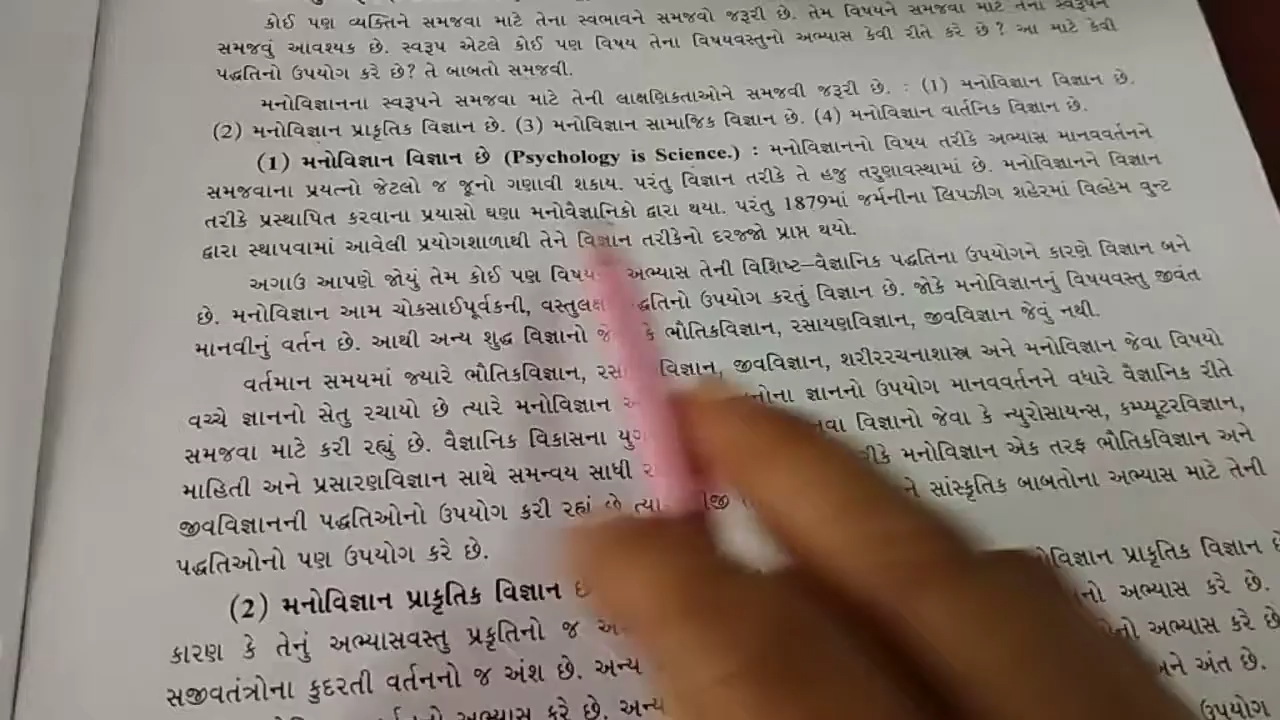 કોઈ પણ વ્યક્તિને સમજવા માટે તેના સ્વભાવને સમજવો જરૂરી છે. તેમ વિષયને સમજવા માટે તેના સ્વરૂપને
સમજવું આવશ્યક છે. સ્વરૂપ એટલે કોઈ પણ વિષય તેના વિષયવસ્તુનો અભ્યાસ કેવી રીતે કરે છે ? આ માટે કેવી
પદ્ધતિનો ઉપયોગ કરે છે? તે બાબતો સમજવી.
મનોવિજ્ઞાનના સ્વરૂપને સમજવા માટે તેની લાક્ષણિકતાઓને સમજવી જરૂરી છે. : (1) મનોવિજ્ઞાન વિજ્ઞાન છે.
(2) મનોવિજ્ઞાન પ્રાકૃતિક વિજ્ઞાન છે. (3) મનોવિજ્ઞાન સામાજિક વિજ્ઞાન છે. (4) મનોવિજ્ઞાન વાર્તનિક વિજ્ઞાન છે.
(1) મનોવિજ્ઞાન વિજ્ઞાન છે (Psychology is Science.) : મનોવિજ્ઞાનનો વિષય તરીકે અભ્યાસ માનવવર્તનને
સમજવાના પ્રયત્નો જેટલો જ જૂનો ગણાવી શકાય. પરંતુ વિજ્ઞાન તરીકે તે હજુ તરુણાવસ્થામાં છે. મનોવિજ્ઞાનને વિજ્ઞાન
તરીકે પ્રસ્થાપિત કરવાના પ્રયાસો ઘણા મનોવૈજ્ઞાનિકો દ્વારા થયા. પરંતુ 1879માં જર્મનીના લિપઝીગ શહેરમાં વિલ્હેમ વુન્ટ
દ્વારા સ્થાપવામાં આવેલી પ્રયોગશાળાથી તેને વિજ્ઞાન તરીકેનો દરજ્જો પ્રાપ્ત થયો.
અગાઉ આપણે જોયું તેમ કોઈ પણ વિષય અભ્યાસ તેની વિશિષ્ટ–વૈજ્ઞાનિક પદ્ધતિના ઉપયોગને કારણે વિજ્ઞાન બને
છે. મનોવિજ્ઞાન આમ ચોકસાઈપૂર્વકની, ઉપયોગ કરતું વિજ્ઞાન છે. જોકે મનોવિજ્ઞાનનું વિષયવસ્તુ જીવંત
માનવીનું વર્તન છે. આથી અન્ય શુદ્ધ વિજ્ઞાનો કે ભૌતિકવિજ્ઞાન, રસાયણવિજ્ઞાન, જીવવિજ્ઞાન જેવું નથી.
વર્તમાન સમયમાં જ્યારે ભૌતિકવિજ્ઞાન, વિજ્ઞાન, જીવવિજ્ઞાન, શરીરરચનાશાસ્ત્ર અને મનોવિજ્ઞાન જેવા વિષયો
વચ્ચે જ્ઞાનનો સેતુ રચાયો છે ત્યારે મનોવિજ્ઞાન જ્ઞાનનો ઉપયોગ માનવવર્તનને વધારે વૈજ્ઞાનિક રીતે
સમજવા માટે કરી રહ્યું છે. વૈજ્ઞાનિક વિકાસના વિજ્ઞાનો જેવા કે ન્યુરોસાયન્સ, કમ્પ્યૂટરવિજ્ઞાન,
માહિતી અને પ્રસારણવિજ્ઞાન સાથે સમન્વય સાધી મનોવિજ્ઞાન એક તરફ ભૌતિકવિજ્ઞાન અને
જીવવિજ્ઞાનની પદ્ધતિઓનો ઉપયોગ કરી રહ્યાં છે સાંસ્કૃતિક બાબતોના અભ્યાસ માટે તેની
પદ્ધતિઓનો પણ ઉપયોગ કરે છે.
(2) મનોવિજ્ઞાન પ્રાકૃતિક વિજ્ઞાન પ્રાકૃતિક વિજ્ઞાન છે
કારણ કે તેનું અભ્યાસવસ્તુ પ્રકૃતિનો જ અભ્યાસ કરે છે.
સજીવતંત્રોના કુદરતી વર્તનનો જ અંશ છે. અન્ય અભ્યાસ કરે છે
અભ્યાસ કરે છે. અન્ય અને અંત છે.
ઉપયોગ